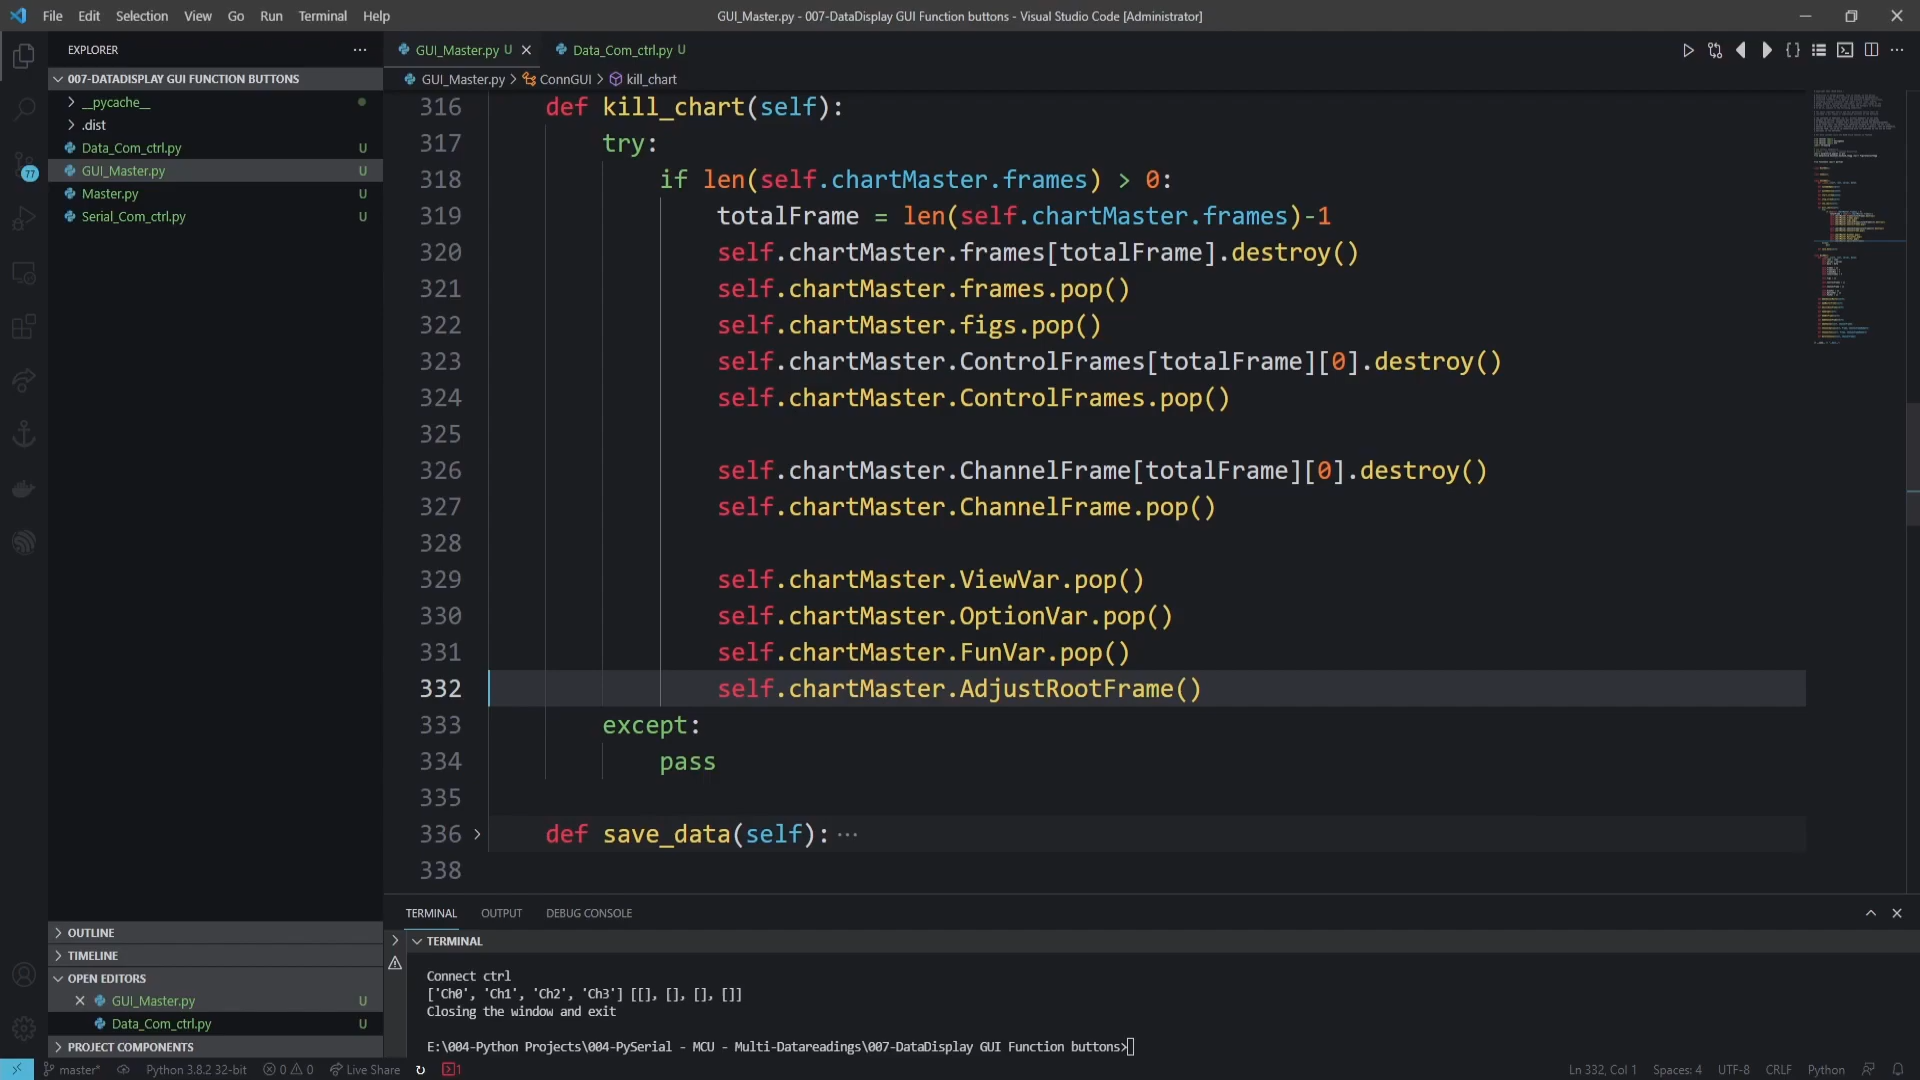 File Edit Selection View Go Run Terminal Help
GUI_Master.py - 007-DataDisplay GUI Function buttons - Visual Studio Code [Administrator]
EXPLORER
007-DATADISPLAY GUI FUNCTION BUTTONS
__pycache__
.dist
Data_Com_ctrl.py U
GUI_Master.py U
Master.py U
Serial_Com_ctrl.py U
77
OUTLINE
TIMELINE
OPEN EDITORS
GUI_Master.py U
Data_Com_ctrl.py U
PROJECT COMPONENTS
GUI_Master.py U
Data_Com_ctrl.py U
GUI_Master.py > ConnGUI > kill_chart
316 def kill_chart(self):
317 try:
318 if len(self.chartMaster.frames) > 0:
319 totalFrame = len(self.chartMaster.frames)-1
320 self.chartMaster.frames[totalFrame].destroy()
321 self.chartMaster.frames.pop()
322 self.chartMaster.figs.pop()
323 self.chartMaster.ControlFrames[totalFrame][0].destroy()
324 self.chartMaster.ControlFrames.pop()
325
326 self.chartMaster.ChannelFrame[totalFrame][0].destroy()
327 self.chartMaster.ChannelFrame.pop()
328
329 self.chartMaster.ViewVar.pop()
330 self.chartMaster.OptionVar.pop()
331 self.chartMaster.FunVar.pop()
332 self.chartMaster.AdjustRootFrame()
333 except:
334 pass
335
336 def save_data(self): ···
338
TERMINAL OUTPUT DEBUG CONSOLE
TERMINAL
Connect ctrl
['Ch0', 'Ch1', 'Ch2', 'Ch3'] [[], [], [], []]
Closing the window and exit
E:\004-Python Projects\004-PySerial - MCU - Multi-Datareadings\007-DataDisplay GUI Function buttons>
master* Python 3.8.2 32-bit 0 0 Live Share 1
Ln 332, Col 1 Spaces: 4 UTF-8 CRLF Python